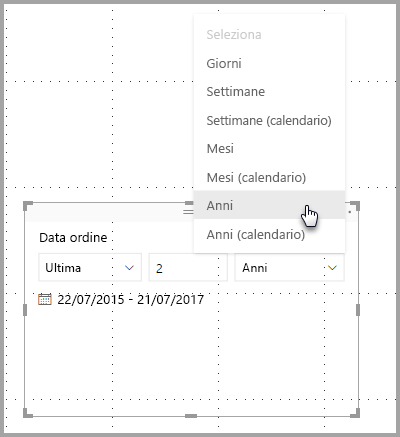 Seleziona
Giorni
Settimane
Settimane (calendario)
Mesi
Mesi (calendario)
Anni
Anni (calendario)
Data ordine
Ultima 2 Anni
22/07/2015 - 21/07/2017